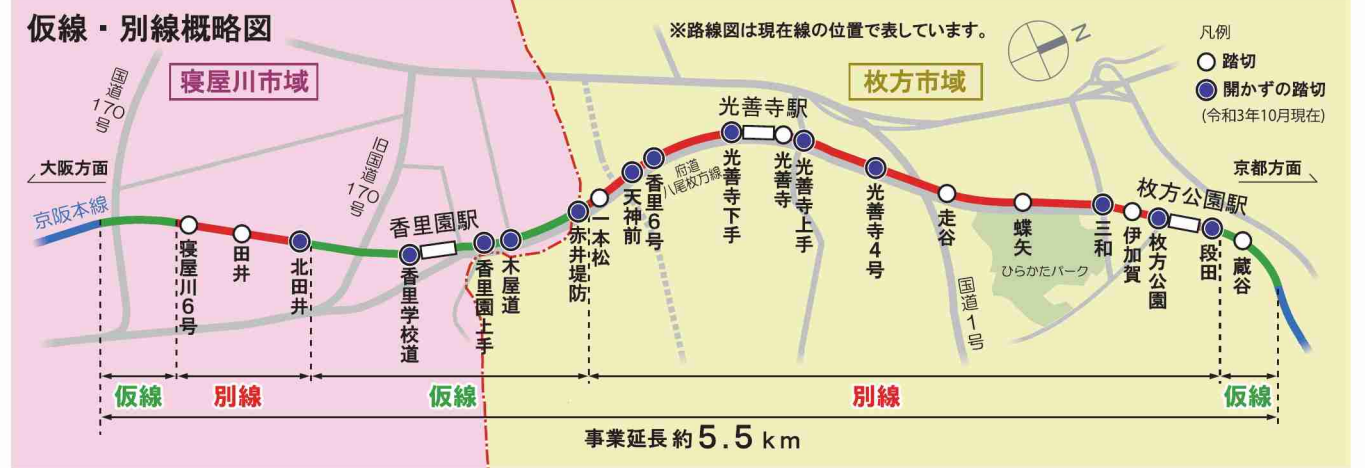 仮線・別線概略図
※路線図は現在線の位置で表しています。
N
凡例
踏切
開かずの踏切
(令和3年10月現在)
寝屋川市域
枚方市域
国道170号
旧国道170号
大阪方面
京都方面
京阪本線
香里園駅
光善寺駅
枚方公園駅
府道八尾枚方線
国道1号
ひらかたパーク
寝屋川6号
田井
北田井
香里学校道
香里園上手
木屋道
赤井堤防
一本松
天神前
香里6号
光善寺下手
光善寺
光善寺上手
光善寺4号
走谷
蝶矢
三和
伊加賀
枚方公園
段田
蔵谷
仮線
別線
仮線
別線
仮線
事業延長 約5.5km